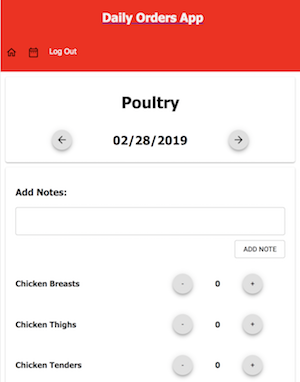 Daily Orders App
Log Out
Poultry
02/28/2019
Add Notes:
ADD NOTE
Chicken Breasts - 0 +
Chicken Thighs - 0 +
Chicken Tenders - 0 +